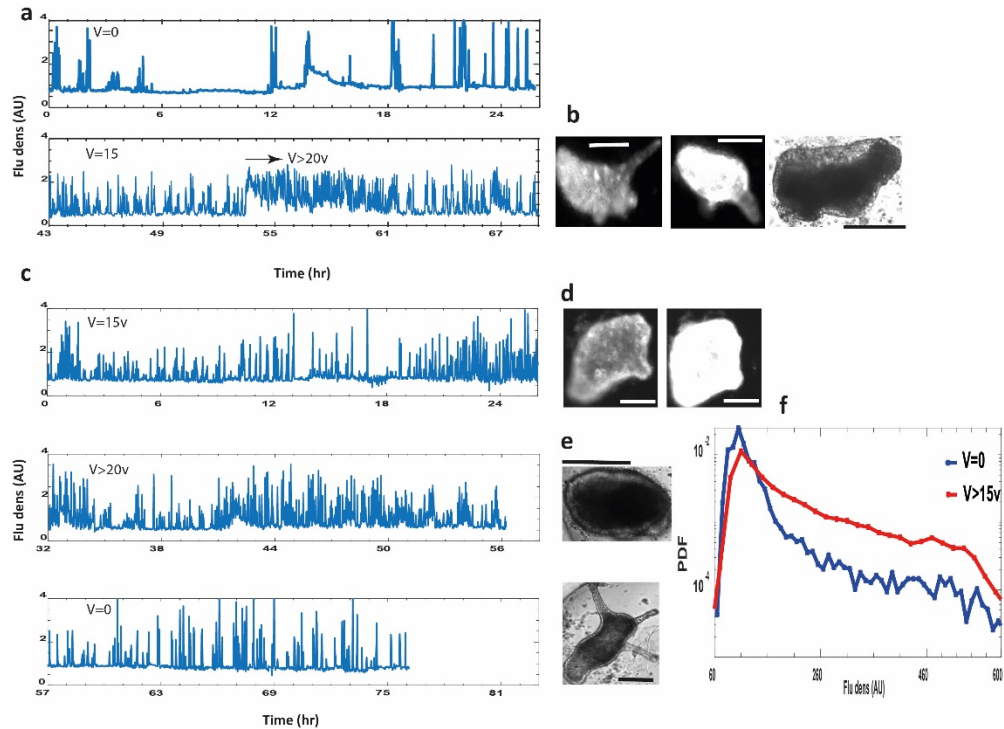 a
V=0
4
2
0
0
6
12
18
24
Flu dens (AU)
V=15
V>20v
4
2
0
43
49
55
61
67
Time (hr)
b
c
V=15v
4
2
0
0
6
12
18
24
V>20v
4
2
0
32
38
44
50
56
Flu dens (AU)
V=0
4
2
0
57
63
69
75
81
Time (hr)
d
e
f
V=0
V>15v
10⁻²
10⁻⁴
PDF
60
260
460
600
Flu dens (AU)